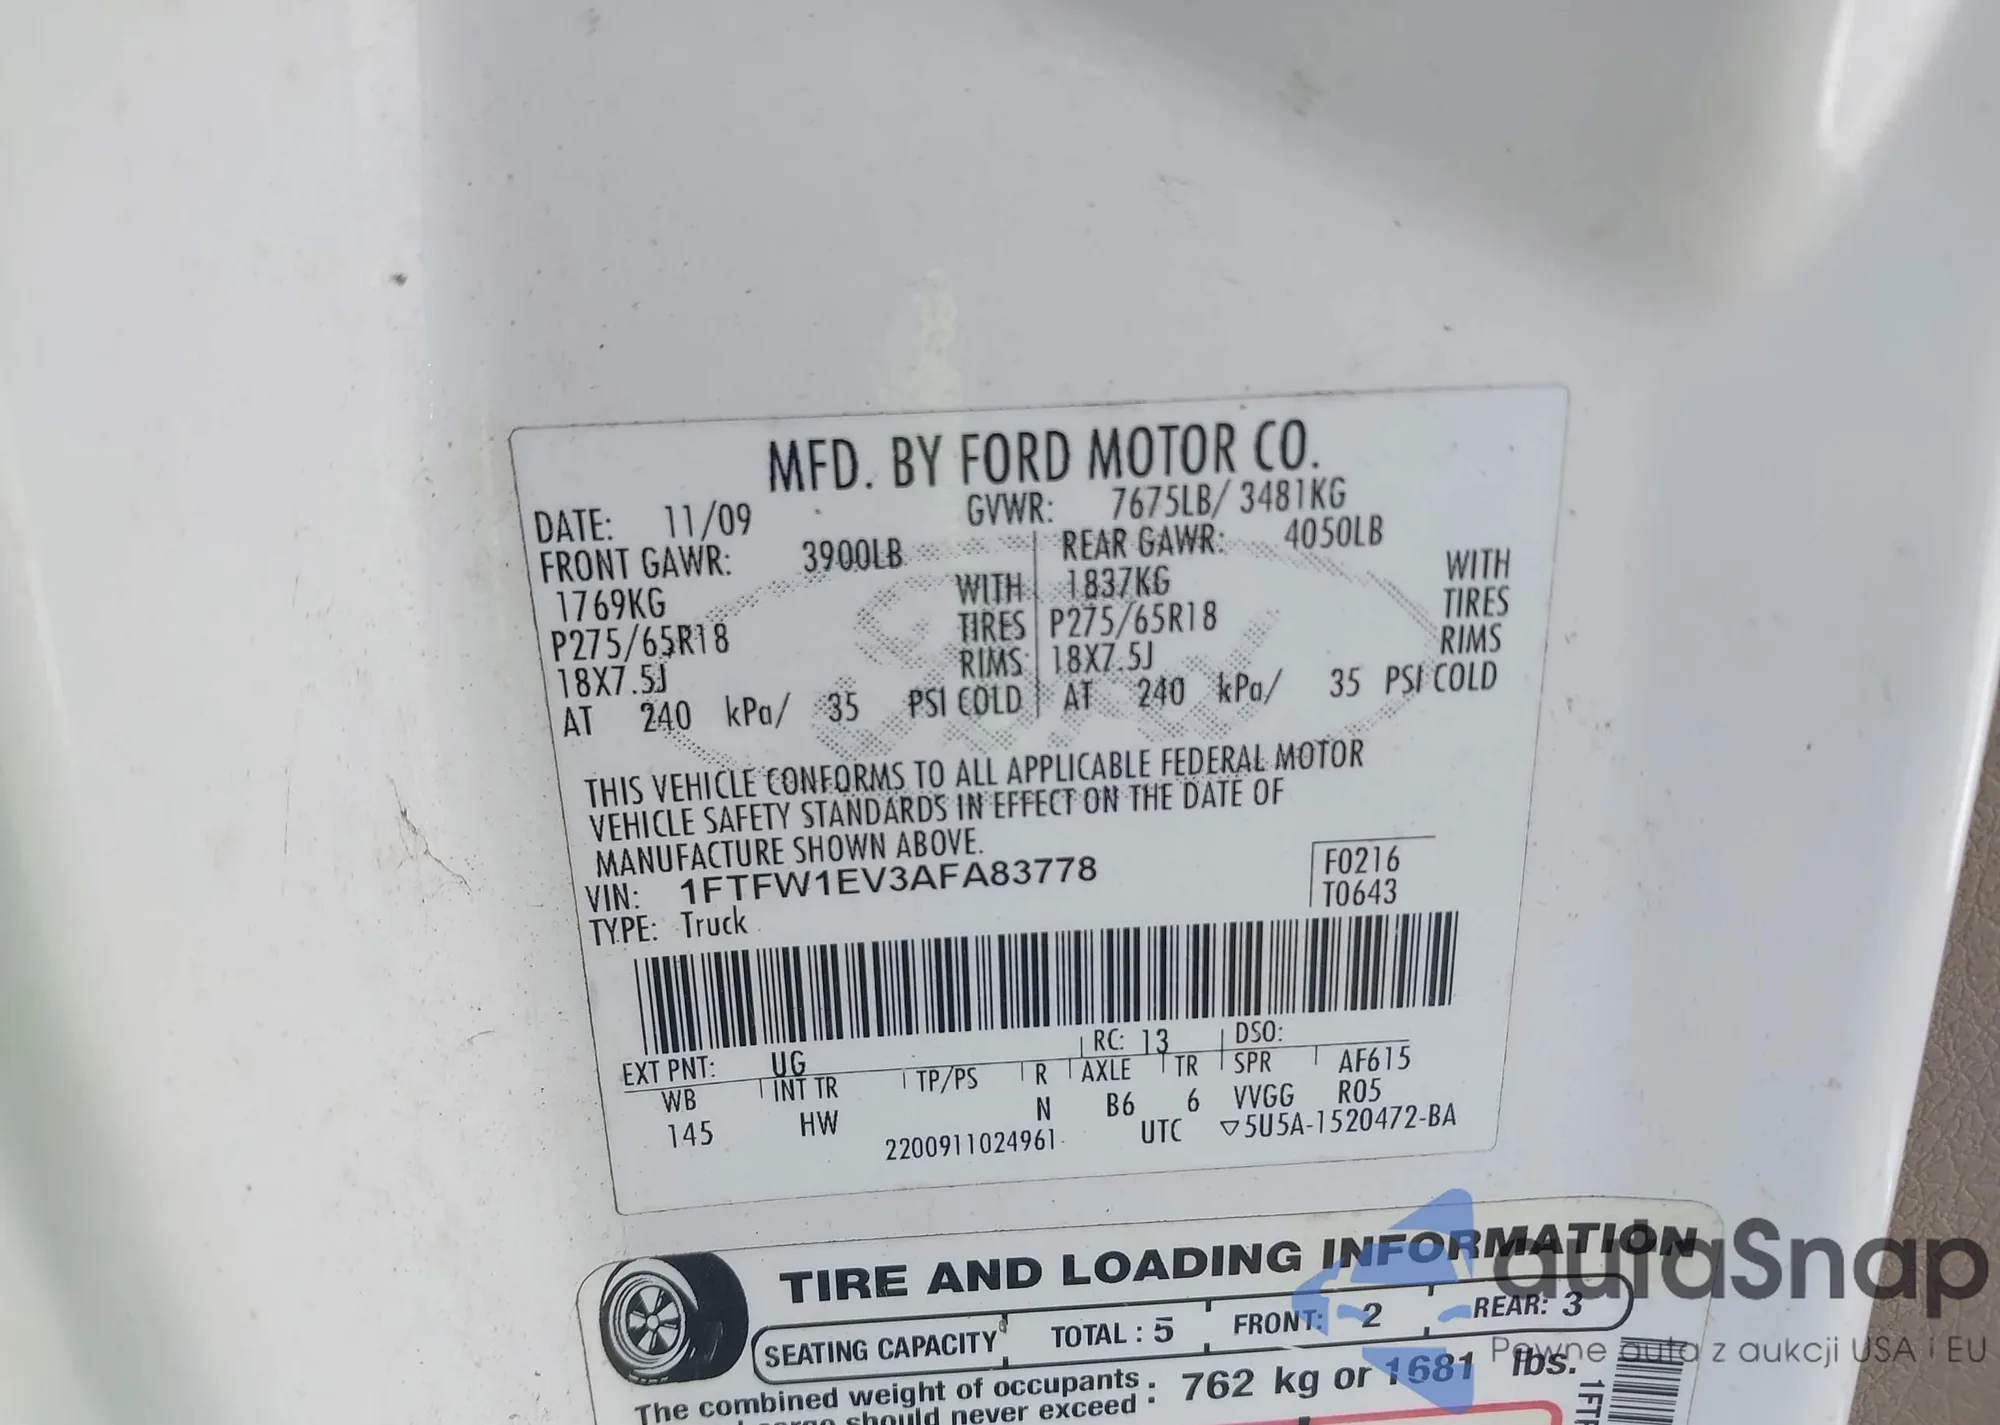 MFD. BY FORD MOTOR CO.
DATE: 11/09 GVWR: 7675LB/ 3481KG
FRONT GAWR: 3900LB REAR GAWR: 4050LB
1769KG WITH 1837KG WITH
P275/65R18 TIRES P275/65R18 TIRES
18X7.5J RIMS 18X7.5J RIMS
AT 240 kPa/ 35 PSI COLD AT 240 kPa/ 35 PSI COLD
THIS VEHICLE CONFORMS TO ALL APPLICABLE FEDERAL MOTOR
VEHICLE SAFETY STANDARDS IN EFFECT ON THE DATE OF
MANUFACTURE SHOWN ABOVE.
VIN: 1FTFW1EV3AFA83778 F0216
TYPE: Truck T0643
EXT PNT: UG RC: 13 DSO:
WB INT TR TP/PS R AXLE TR SPR AF615
145 HW N B6 6 VVGG R05
2200911024961 UTC ▽5U5A-1520472-BA
TIRE AND LOADING INFORMATION
SEATING CAPACITY TOTAL : 5 FRONT: 2 REAR: 3
The combined weight of occupants : 762 kg or 1681 lbs.
should never exceed
1FTF
autaSnap
Pewne auta z aukcji USA i EU